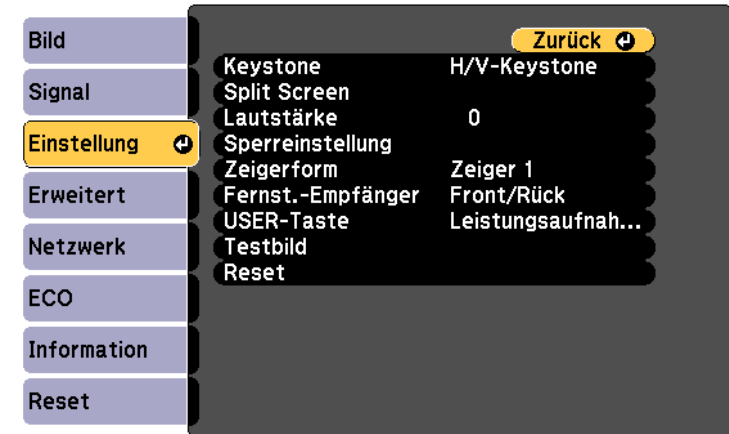 Bild
Signal
Einstellung
Erweitert
Netzwerk
ECO
Information
Reset
Zurück
Keystone H/V-Keystone
Split Screen
Lautstärke 0
Sperreinstellung
Zeigerform Zeiger 1
Fernst.-Empfänger Front/Rück
USER-Taste Leistungsaufnah...
Testbild
Reset